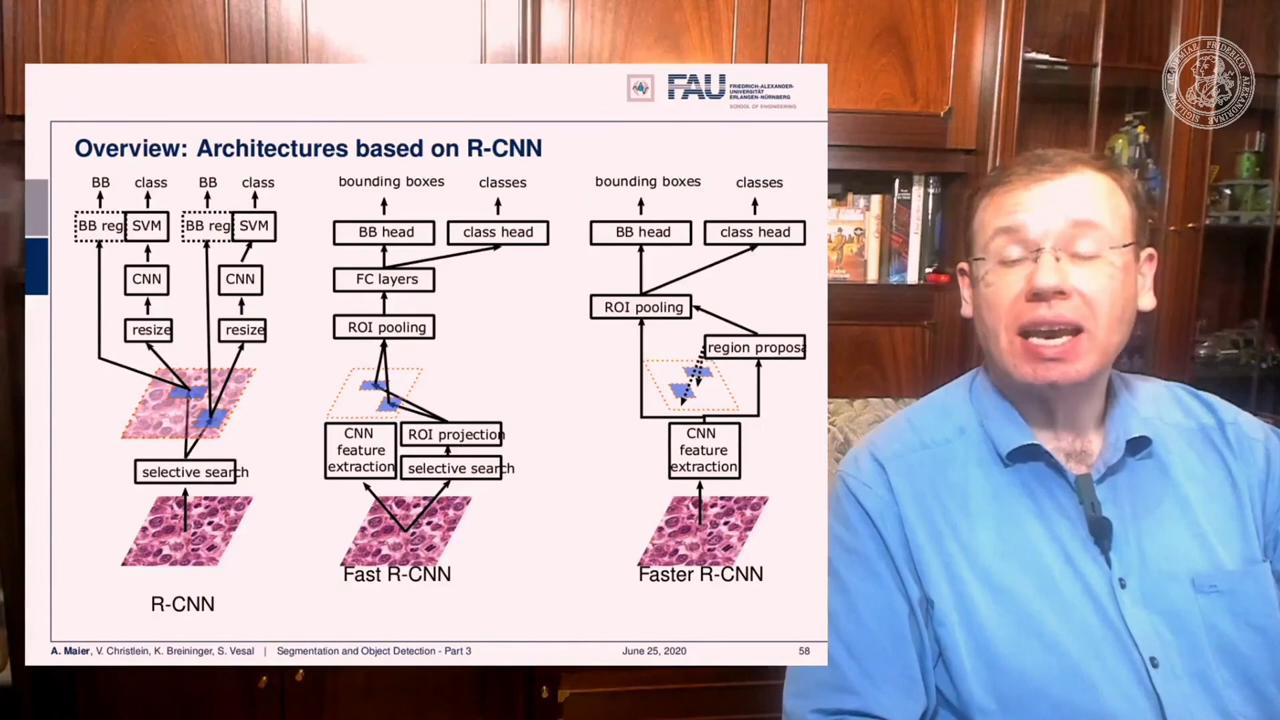 FAU
FRIEDRICH-ALEXANDER-
UNIVERSITÄT
ERLANGEN-NÜRNBERG
SCHOOL OF ENGINEERING
Overview: Architectures based on R-CNN
BB class BB class
BB reg SVM BB reg SVM
CNN CNN
resize resize
selective search
R-CNN
bounding boxes classes
BB head class head
FC layers
ROI pooling
CNN
feature
extraction
ROI projection
selective search
Fast R-CNN
bounding boxes classes
BB head class head
ROI pooling
region proposa
CNN
feature
extraction
Faster R-CNN
A. Maier, V. Christlein, K. Breininger, S. Vesal | Segmentation and Object Detection - Part 3 June 25, 2020 58